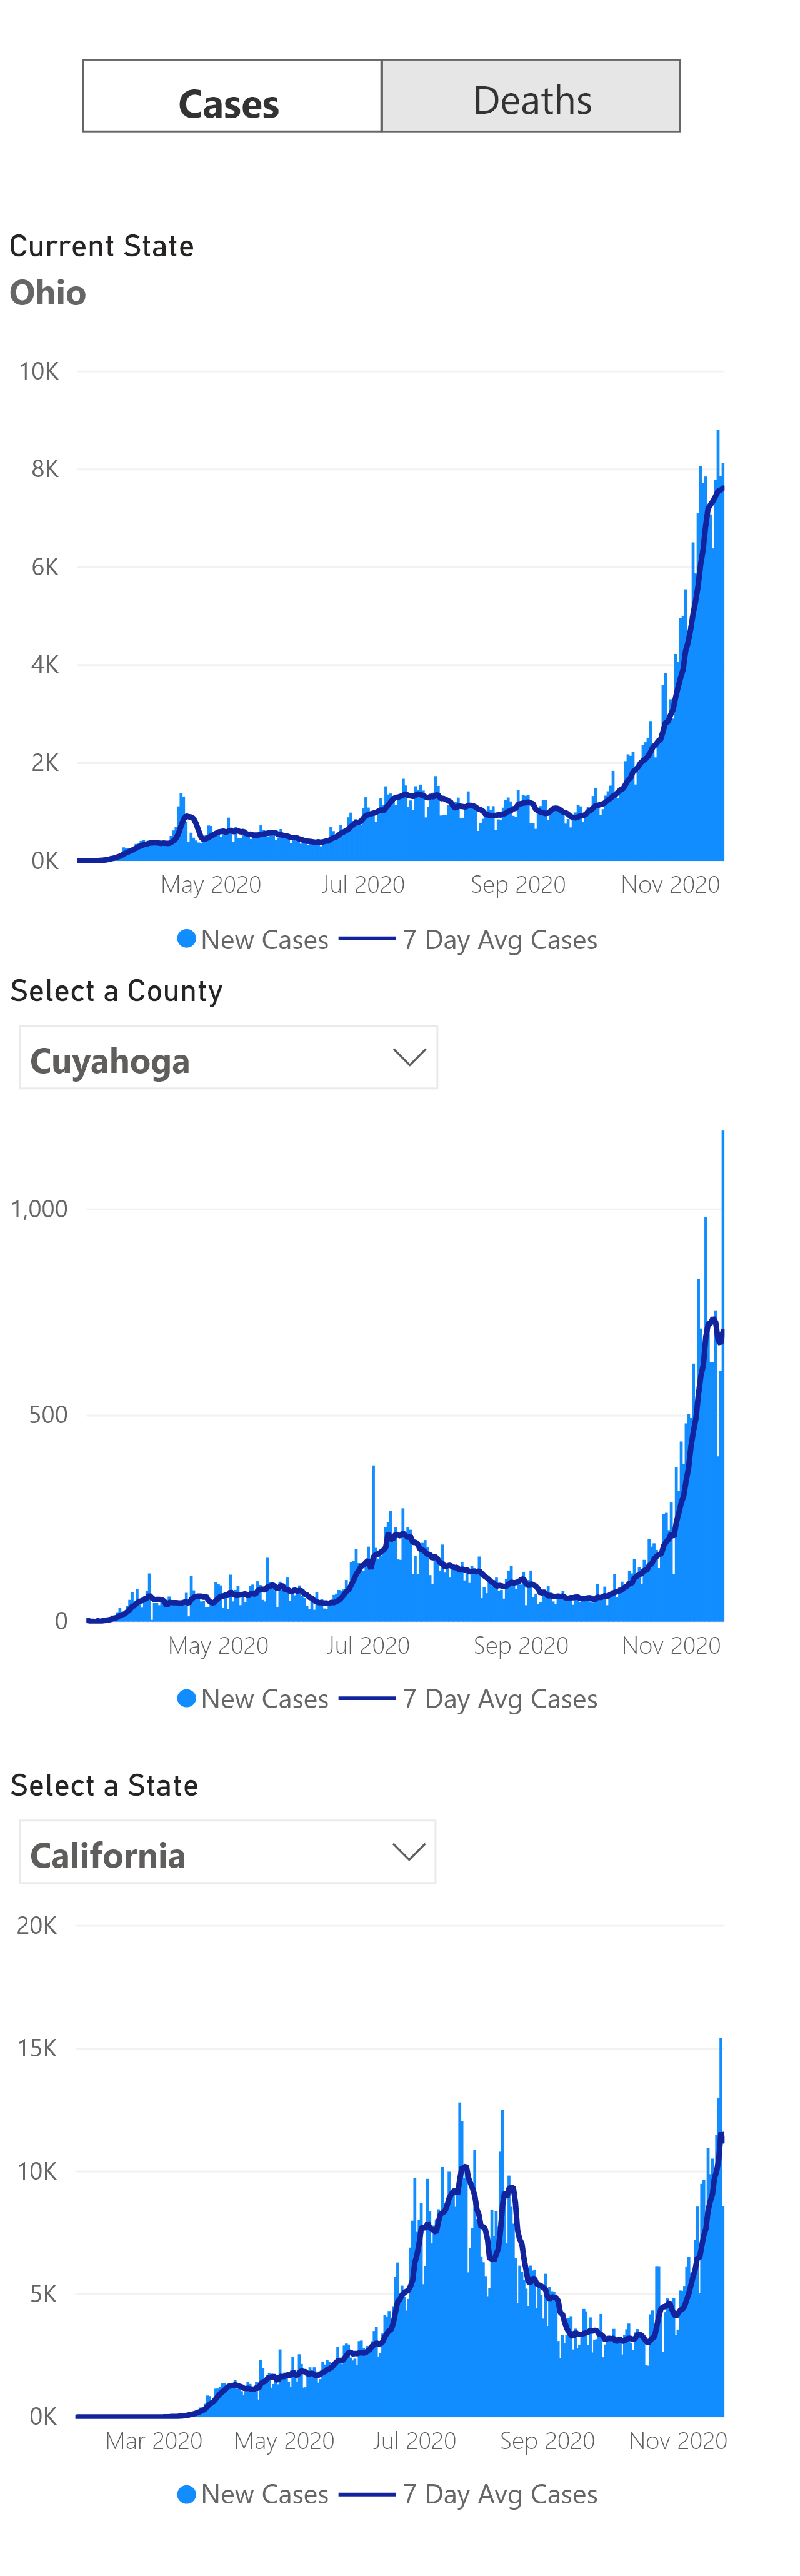 Cases Deaths
Current State
Ohio
10K
8K
6K
4K
2K
0K
May 2020 Jul 2020 Sep 2020 Nov 2020
New Cases 7 Day Avg Cases
Select a County
Cuyahoga
1,000
500
0
May 2020 Jul 2020 Sep 2020 Nov 2020
New Cases 7 Day Avg Cases
Select a State
California
20K
15K
10K
5K
0K
Mar 2020 May 2020 Jul 2020 Sep 2020 Nov 2020
New Cases 7 Day Avg Cases